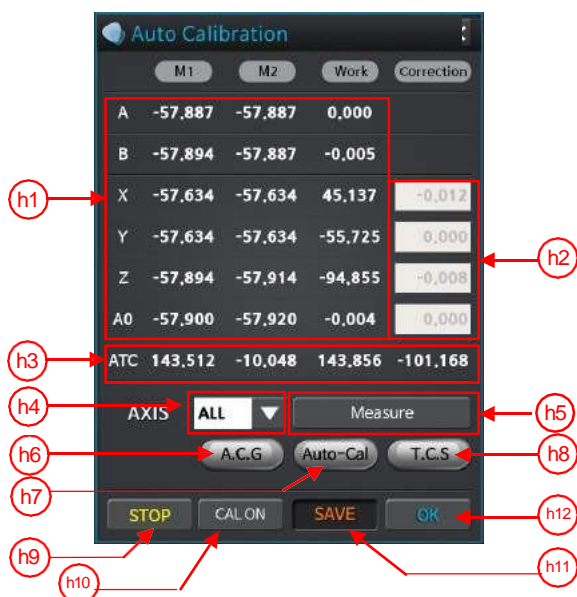 Auto Calibration
M1 M2 Work Correction
A -57,887 -57,887 0,000
B -57,894 -57,887 -0,005
h1 X -57,634 -57,634 45,137 -0,012
Y -57,634 -57,634 -55,725 0,000 h2
Z -57,894 -57,914 -94,855 -0,008
A0 -57,900 -57,920 -0,004 0,000
h3 ATC 143,512 -10,048 143,856 -101,168
h4 AXIS ALL Measure h5
h6 A.C.G Auto-Cal T.C.S h8
h7
STOP CAL ON SAVE OK h12
h9 h10 h11